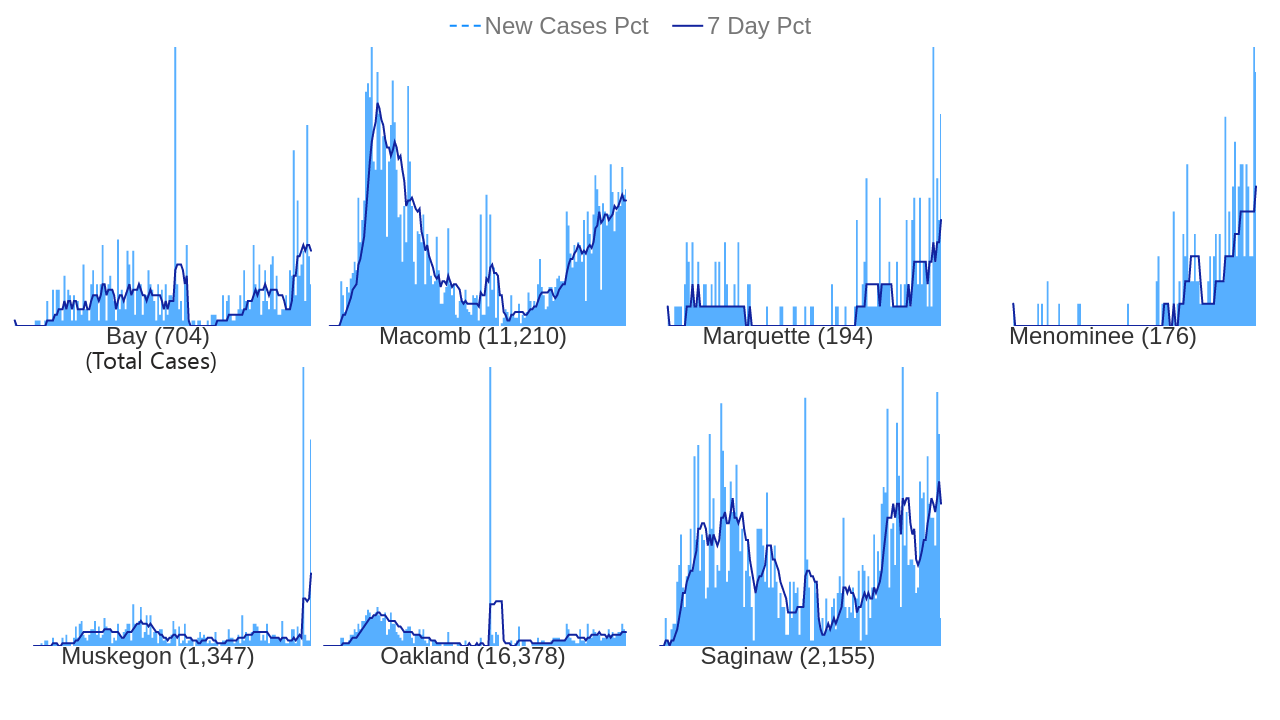 New Cases Pct 7 Day Pct
Bay (704) Macomb (11,210) Marquette (194) Menominee (176)
(Total Cases)
Muskegon (1,347) Oakland (16,378) Saginaw (2,155)